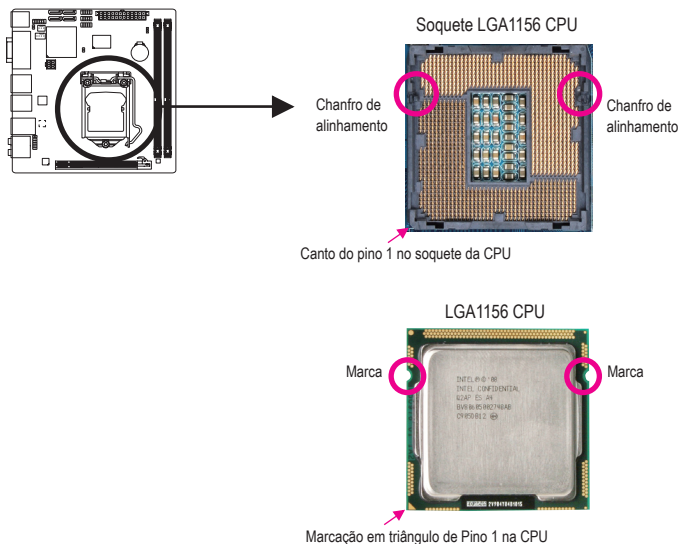 Soquete LGA1156 CPU
Chanfro de
alinhamento
Chanfro de
alinhamento
Canto do pino 1 no soquete da CPU
LGA1156 CPU
Marca
Marca
INTEL CONFIDENTIAL
Marcação em triângulo de Pino 1 na CPU